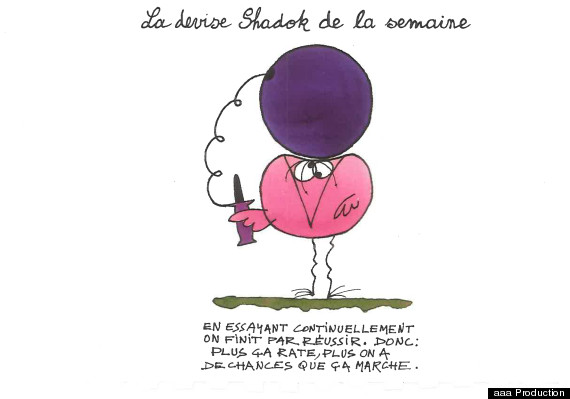 La devise Shadok de la semaine
EN ESSAYANT CONTINUELLEMENT
ON FINIT PAR RÉUSSIR. DONC:
PLUS ÇA RATE, PLUS ON A
DE CHANCES QUE ÇA MARCHE.
aaa Production